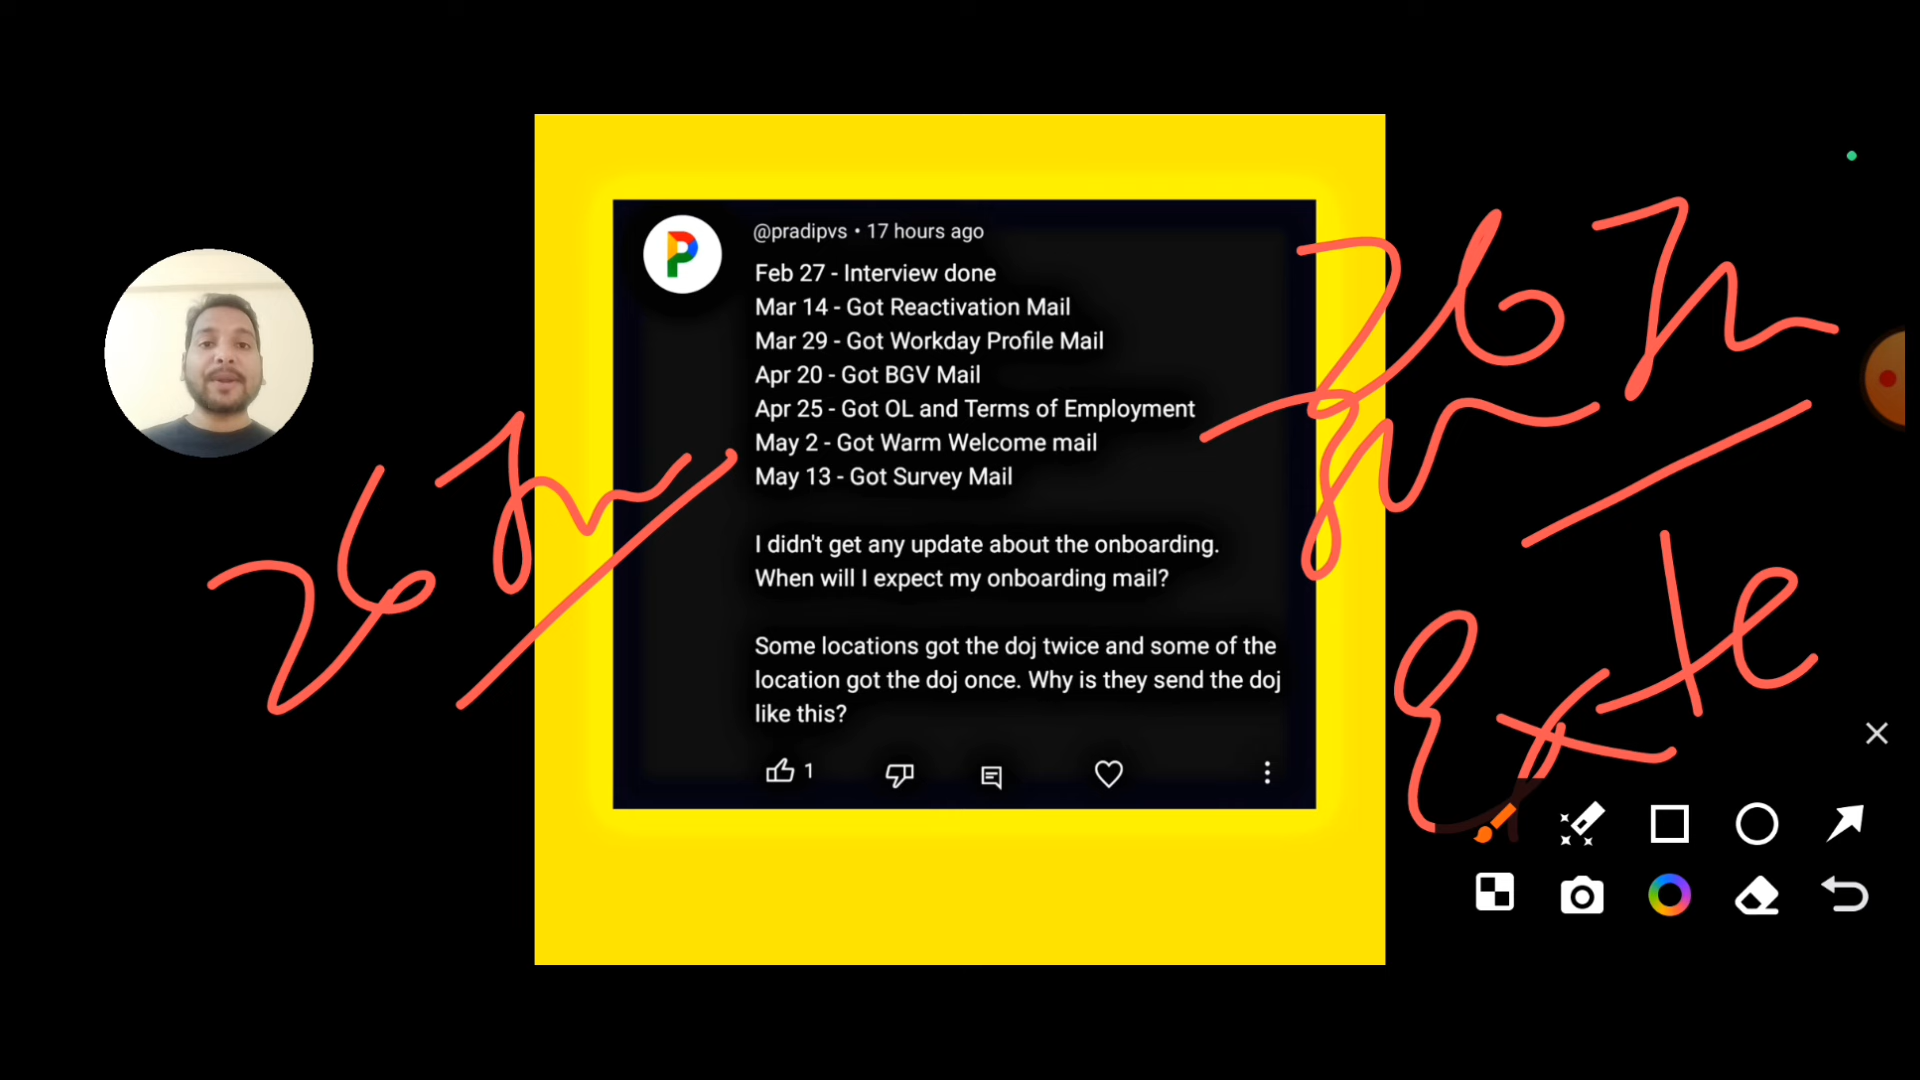 @pradipvs • 17 hours ago
Feb 27 - Interview done
Mar 14 - Got Reactivation Mail
Mar 29 - Got Workday Profile Mail
Apr 20 - Got BGV Mail
Apr 25 - Got OL and Terms of Employment
May 2 - Got Warm Welcome mail
May 13 - Got Survey Mail
I didn't get any update about the onboarding.
When will I expect my onboarding mail?
Some locations got the doj twice and some of the
location got the doj once. Why is they send the doj
like this?
1
P
26
26
Exte